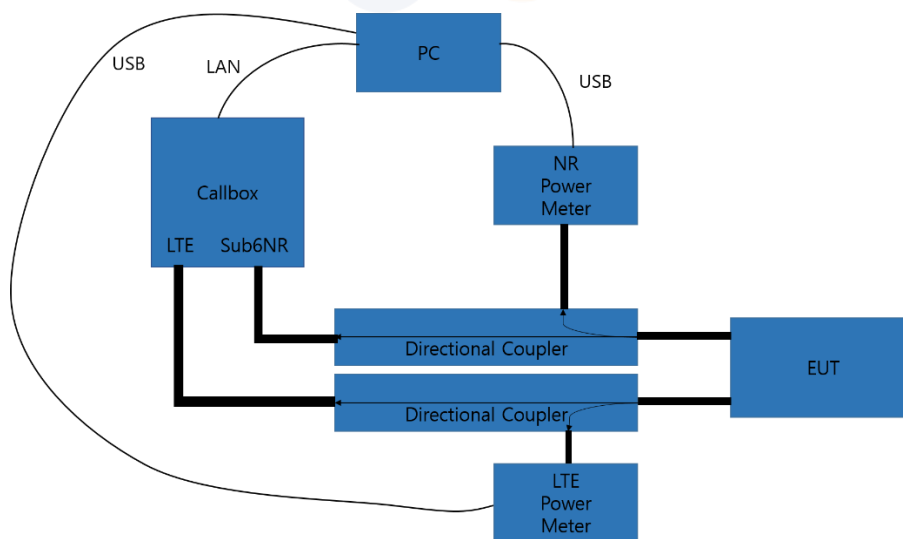 PC
USB
LAN
USB
NR
Power
Meter
Callbox
LTE Sub6NR
Directional Coupler
EUT
Directional Coupler
LTE
Power
Meter